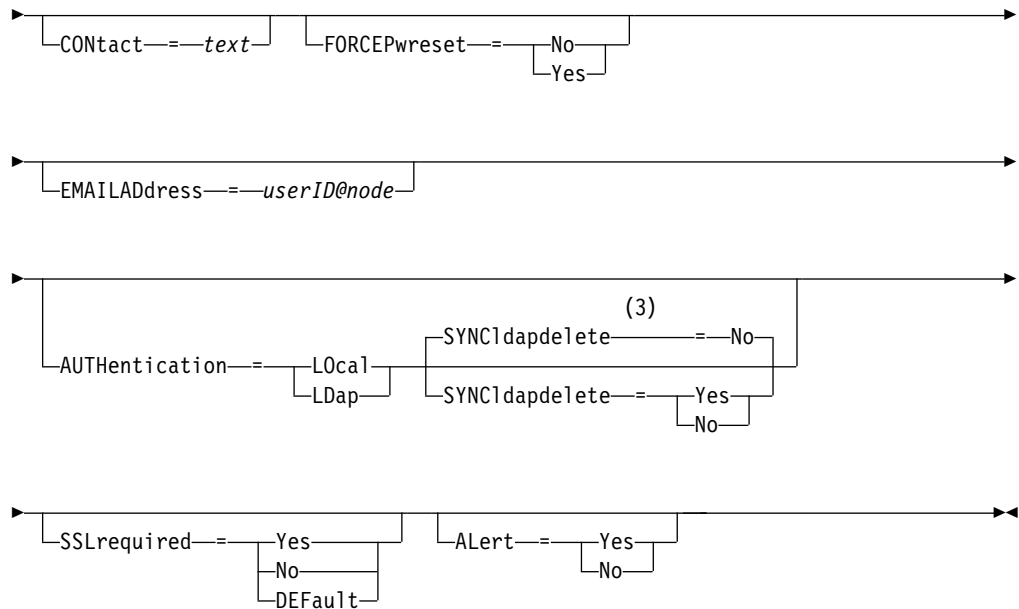 CONtact = text FORCEPwreset = No
Yes
EMAILADdress = userID@node
(3)
SYNCldapdelete = No
AUTHentication = LOcal
LDap SYNCldapdelete = Yes
No
SSLrequired = Yes ALert = Yes
No No
DEFault